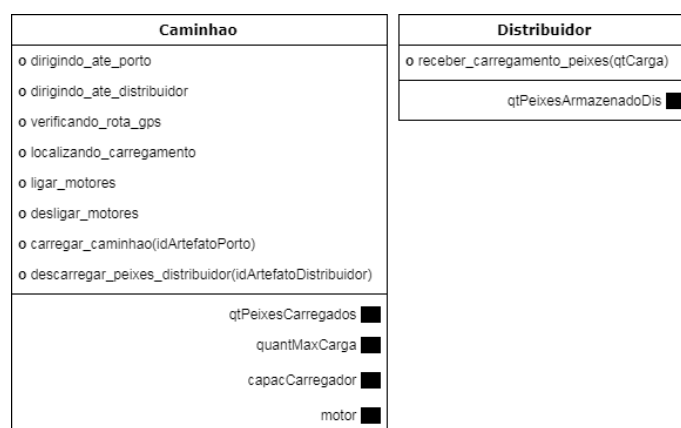 Caminhao
o dirigindo_ate_porto
o dirigindo_ate_distribuidor
o verificando_rota_gps
o localizando_carregamento
o ligar_motores
o desligar_motores
o carregar_caminhao(idArtefatoPorto)
o descarregar_peixes_distribuidor(idArtefatoDistribuidor)
qtPeixesCarregados
quantMaxCarga
capacCarregador
motor
Distribuidor
o receber_carregamento_peixes(qtCarga)
qtPeixesArmazenadoDis